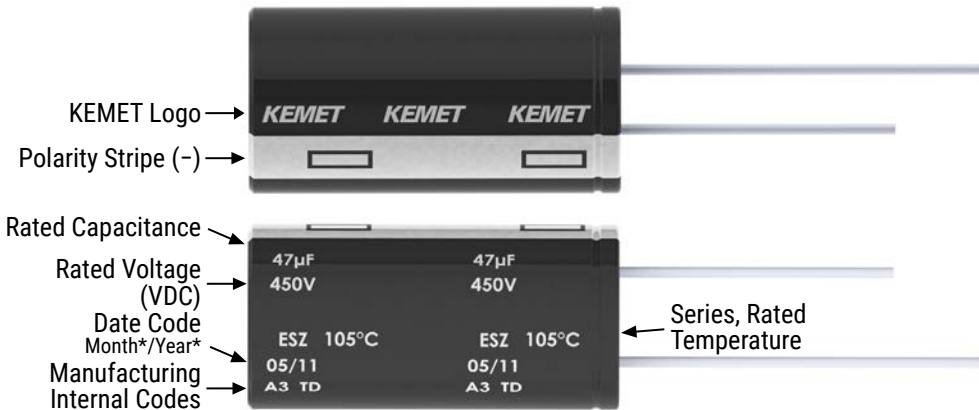 KEMET Logo
KEMET KEMET KEMET
Polarity Stripe (−)
Rated Capacitance
47µF 47µF
Rated Voltage
(VDC)
450V 450V
Date Code
Month*/Year*
ESZ 105°C ESZ 105°C
Series, Rated
Temperature
05/11 05/11
Manufacturing
Internal Codes
A3 TD A3 TD